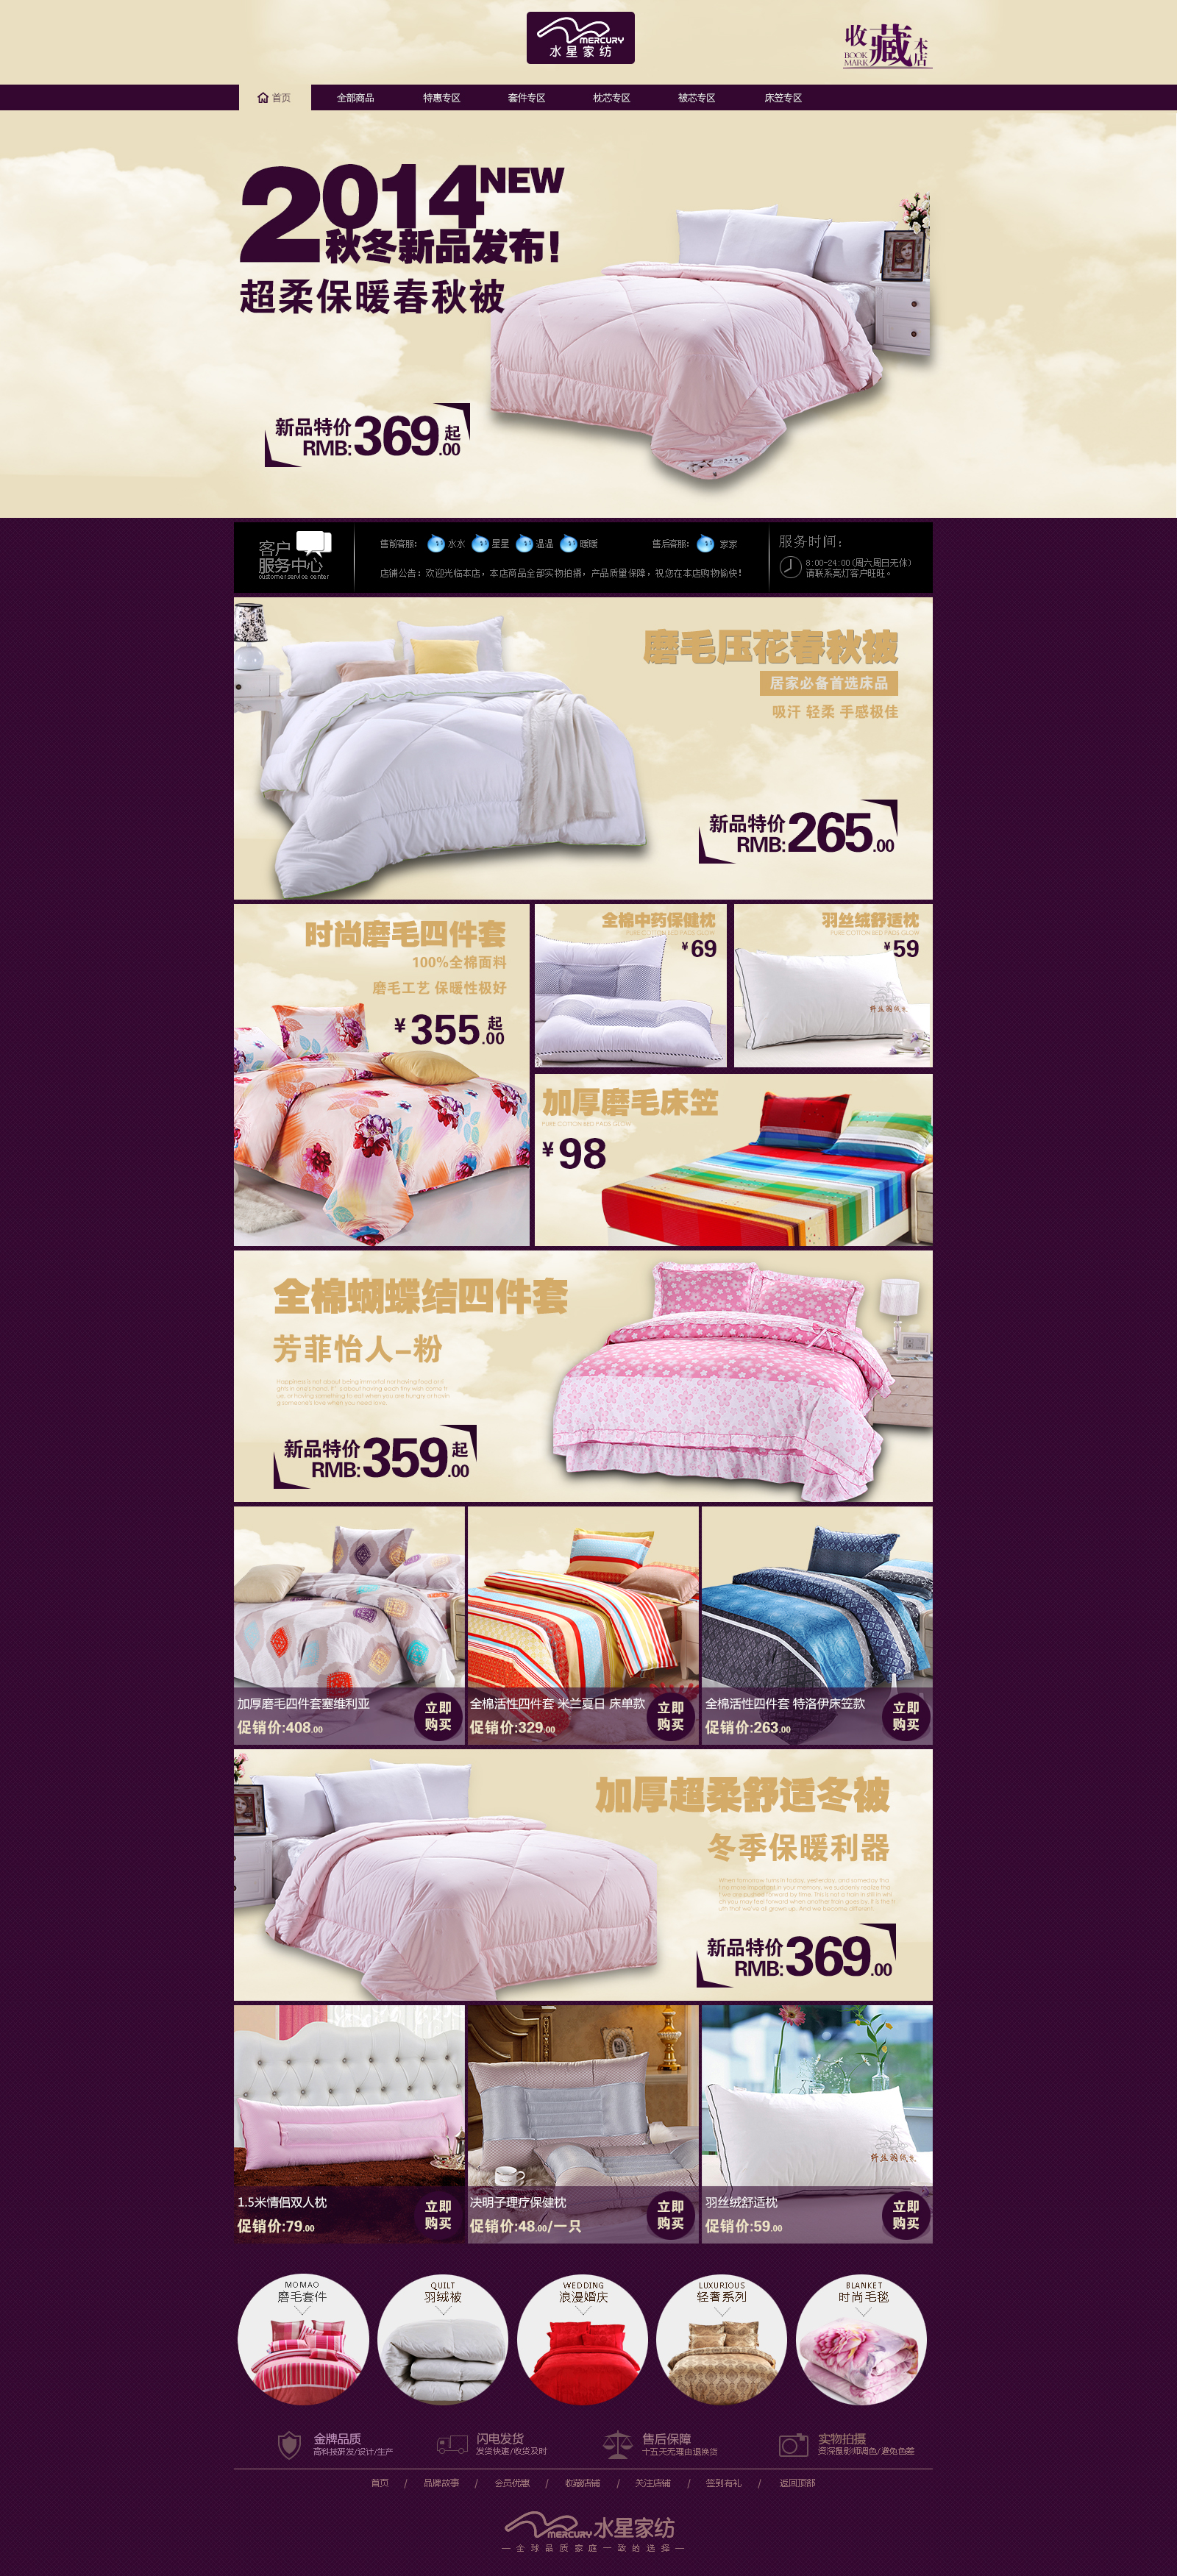 MERCURY
水星家纺
收藏本店
BOOK
MARK
首页 全部商品 特惠专区 套件专区 枕芯专区 被芯专区 床笠专区
2014 NEW
秋冬新品发布!
超柔保暖春秋被
新品特价
RMB:369.00起
客户
服务中心
customer service center
售前客服: 水水 星星 温温 暖暖 售后客服: 家家
店铺公告：欢迎光临本店，本店商品全部实物拍摄，产品质量保障，祝您在本店购物愉快！
服务时间：
8:00-24:00(周六周日无休)
请联系亮灯客户旺旺。
磨毛压花春秋被
居家必备首选床品
吸汗 轻柔 手感极佳
新品特价
RMB:265.00
时尚磨毛四件套
100%全棉面料
磨毛工艺 保暖性极好
¥355.00起
全棉中药保健枕
PURE COTTON BED PADS GLOW
¥69
羽丝绒舒适枕
PURE COTTON BED PADS GLOW
¥59
加厚磨毛床笠
PURE COTTON BED PADS GLOW
¥98
全棉蝴蝶结四件套
芳菲怡人-粉
新品特价
RMB:359.00起
加厚磨毛四件套塞维利亚
促销价:408.00
立即
购买
全棉活性四件套 米兰夏日 床单款
促销价:329.00
立即
购买
全棉活性四件套 特洛伊床笠款
促销价:263.00
立即
购买
加厚超柔舒适冬被
冬季保暖利器
新品特价
RMB:369.00
1.5米情侣双人枕
促销价:79.00
立即
购买
决明子理疗保健枕
促销价:48.00/一只
立即
购买
羽丝绒舒适枕
促销价:59.00
立即
购买
MOMAO
磨毛套件
QUILT
羽绒被
WEDDING
浪漫婚庆
LUXURIOUS
轻奢系列
BLANKET
时尚毛毯
金牌品质
高科技研发/设计/生产
闪电发货
发货快速/收货及时
售后保障
十五天无理由退换货
实物拍摄
资深摄影师调色/避免色差
首页 / 品牌故事 / 会员优惠 / 收藏店铺 / 关注店铺 / 签到有礼 / 返回顶部
MERCURY 水星家纺
— 全球品质家庭一致的选择 —